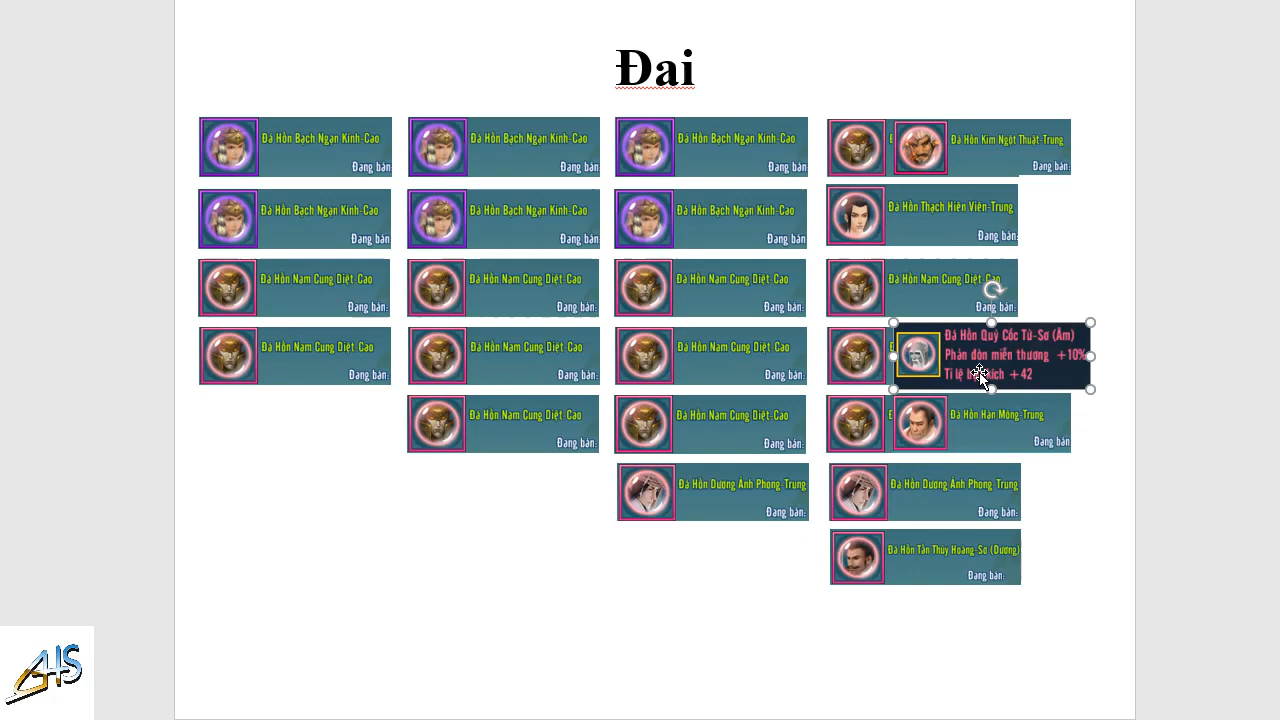 Đai
Đá Hồn Bạch Ngạn Kinh-Cao
Đang bán
Đá Hồn Bạch Ngạn Kinh-Cao
Đang bán
Đá Hồn Nam Cung Diệt-Cao
Đang bán:
Đá Hồn Nam Cung Diệt-Cao
Đang bán:
Đá Hồn Bạch Ngạn Kinh-Cao
Đang bán
Đá Hồn Bạch Ngạn Kinh-Cao
Đang bán
Đá Hồn Nam Cung Diệt-Cao
Đang bán:
Đá Hồn Nam Cung Diệt-Cao
Đang bán:
Đá Hồn Nam Cung Diệt-Cao
Đang bán:
Đá Hồn Bạch Ngạn Kinh-Cao
Đang bán
Đá Hồn Bạch Ngạn Kinh-Cao
Đang bán
Đá Hồn Nam Cung Diệt-Cao
Đang bán:
Đá Hồn Nam Cung Diệt-Cao
Đang bán:
Đá Hồn Nam Cung Diệt-Cao
Đang bán:
Đá Hồn Dương Ảnh Phong-Trung
Đang bán:
Đá Hồn Kim Ngột Thuật-Trung
Đang bán:
Đá Hồn Thạch Hiên Viên-Trung
Đang bán:
Đá Hồn Nam Cung Diệt-Cao
Đang bán:
Đá Hồn Quỷ Cốc Tử-Sơ (Âm)
Phản đòn miễn thương +10%
Tỉ lệ kích +42
Đá Hồn Hàn Mông-Trung
Đang bán
Đá Hồn Dương Ảnh Phong-Trung
Đang bán:
Đá Hồn Tần Thủy Hoàng-Sơ (Dương)
Đang bán:
AHS